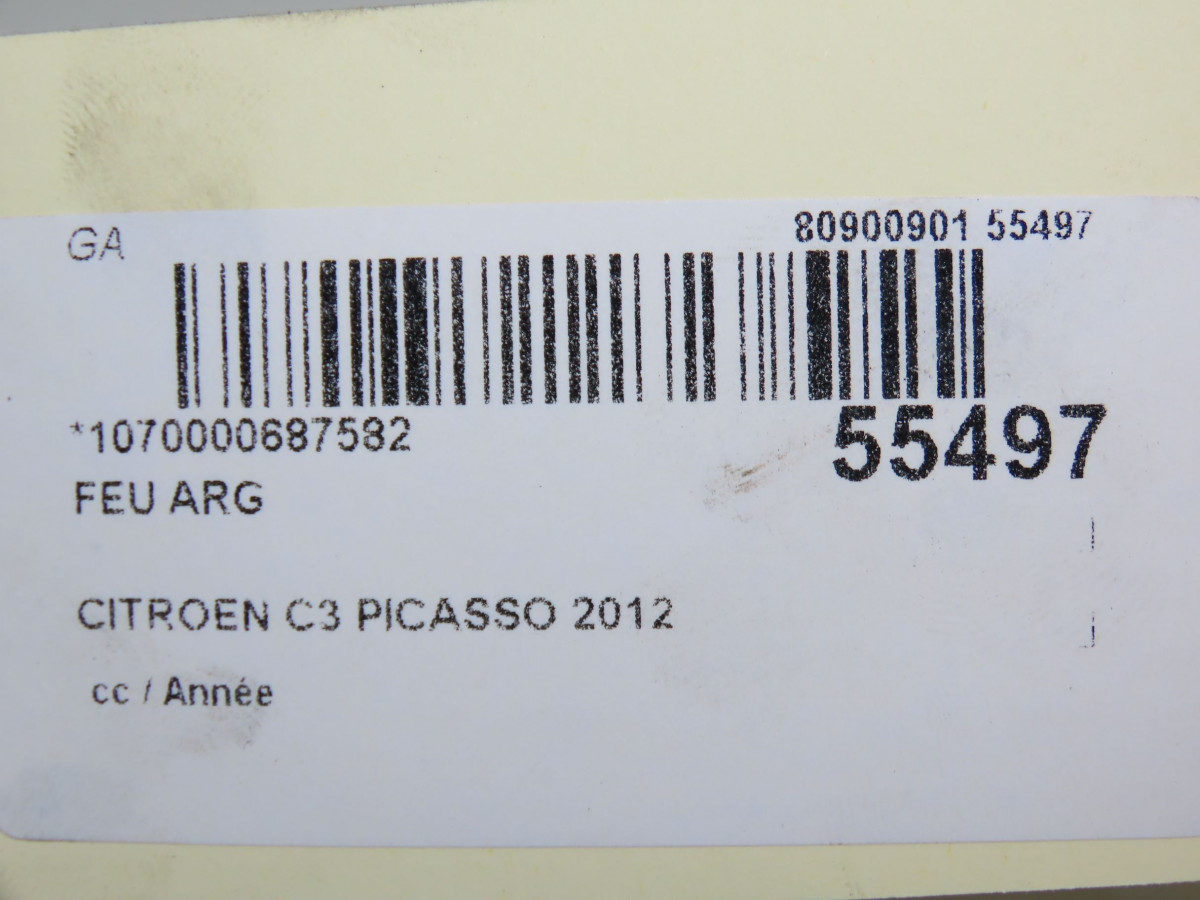 GA
80900901 55497
*1070000687582
55497
FEU ARG
CITROEN C3 PICASSO 2012
cc / Année